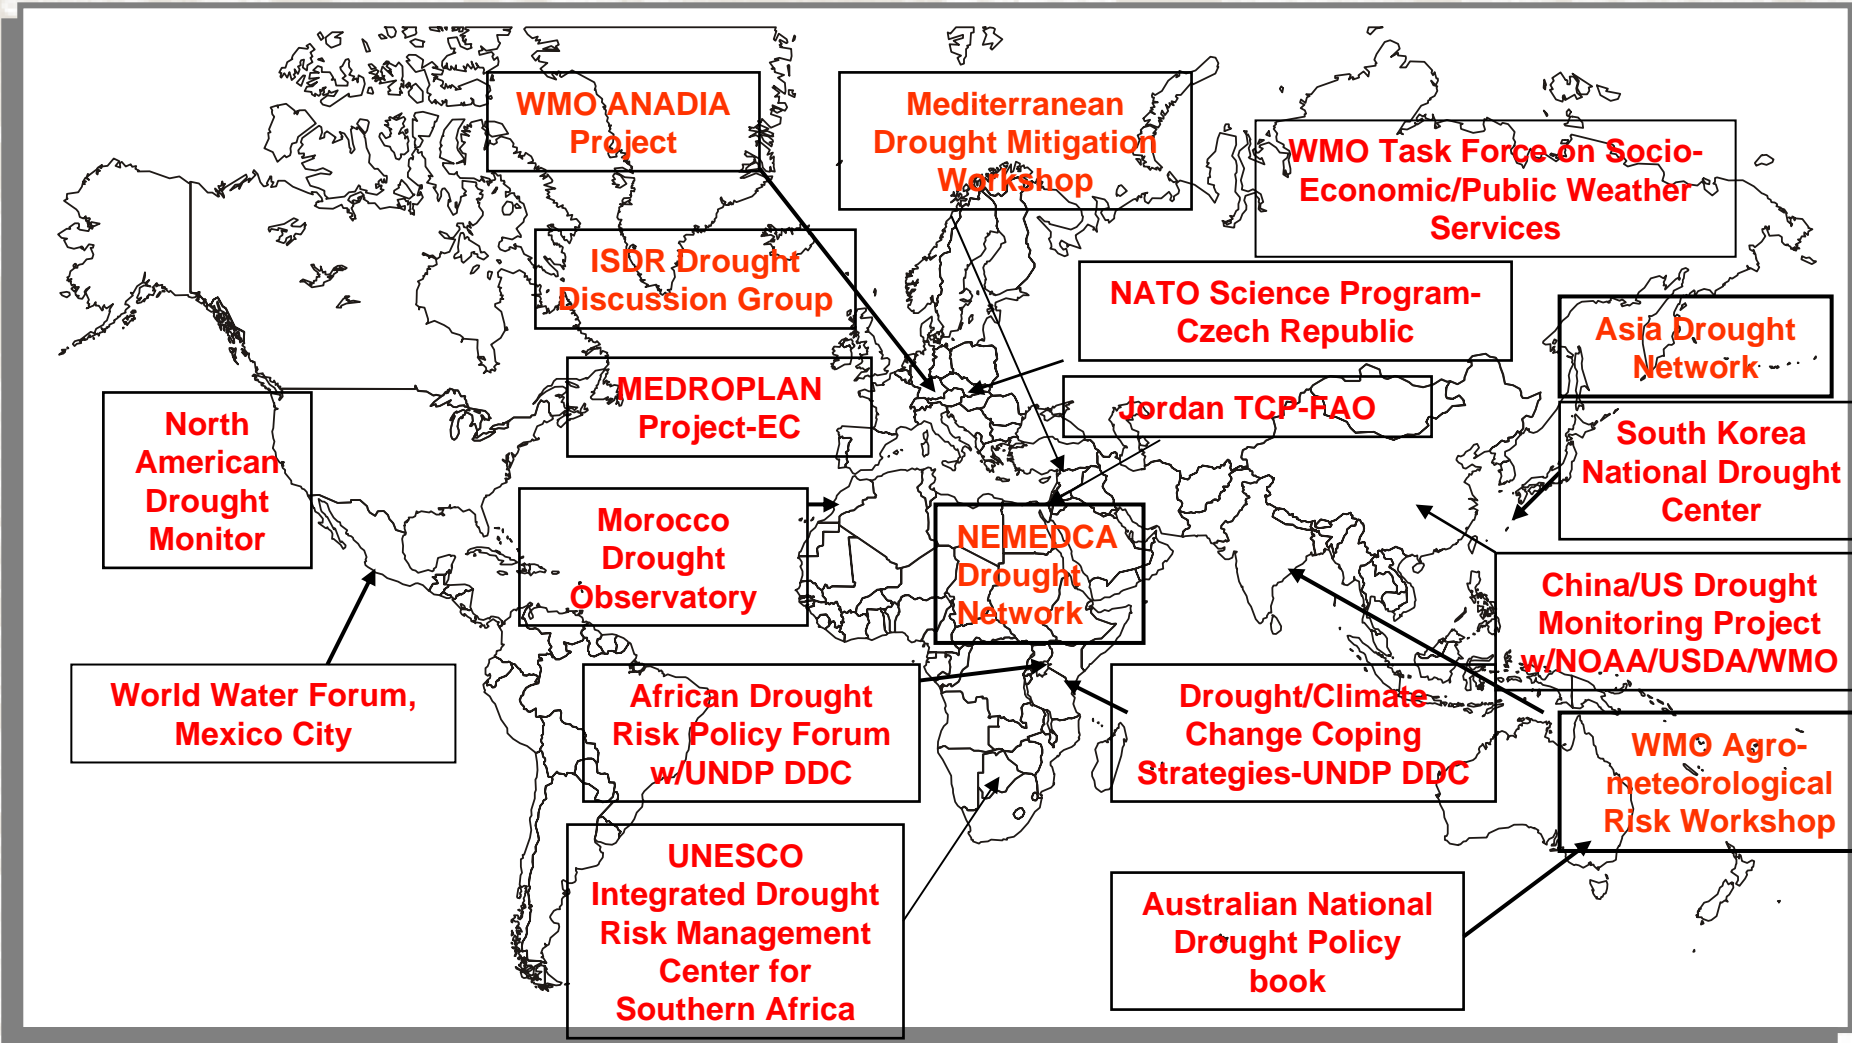 WMO ANADIA
Project
Mediterranean
Drought Mitigation
Workshop
WMO Task Force on Socio-
Economic/Public Weather
Services
ISDR Drought
Discussion Group
NATO Science Program-
Czech Republic
Asia Drought
Network
MEDROPLAN
Project-EC
Jordan TCP-FAO
North
American
Drought
Monitor
South Korea
National Drought
Center
Morocco
Drought
Observatory
NEMEDCA
Drought
Network
China/US Drought
Monitoring Project
w/NOAA/USDA/WMO
World Water Forum,
Mexico City
African Drought
Risk Policy Forum
w/UNDP DDC
Drought/Climate
Change Coping
Strategies-UNDP DDC
WMO Agro-
meteorological
Risk Workshop
UNESCO
Integrated Drought
Risk Management
Center for
Southern Africa
Australian National
Drought Policy
book